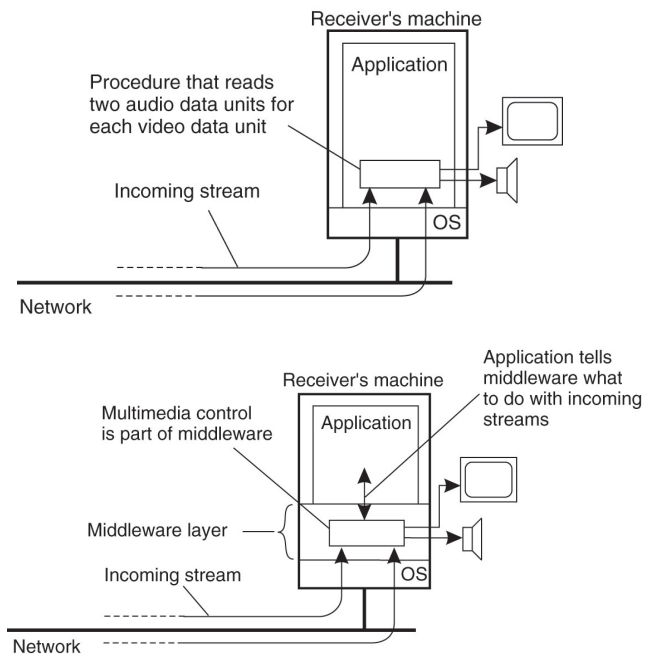 Receiver's machine
Application
Procedure that reads
two audio data units for
each video data unit
Incoming stream
OS
Network
Application tells
middleware what
to do with incoming
streams
Receiver's machine
Multimedia control
is part of middleware
Application
Middleware layer
Incoming stream
OS
Network